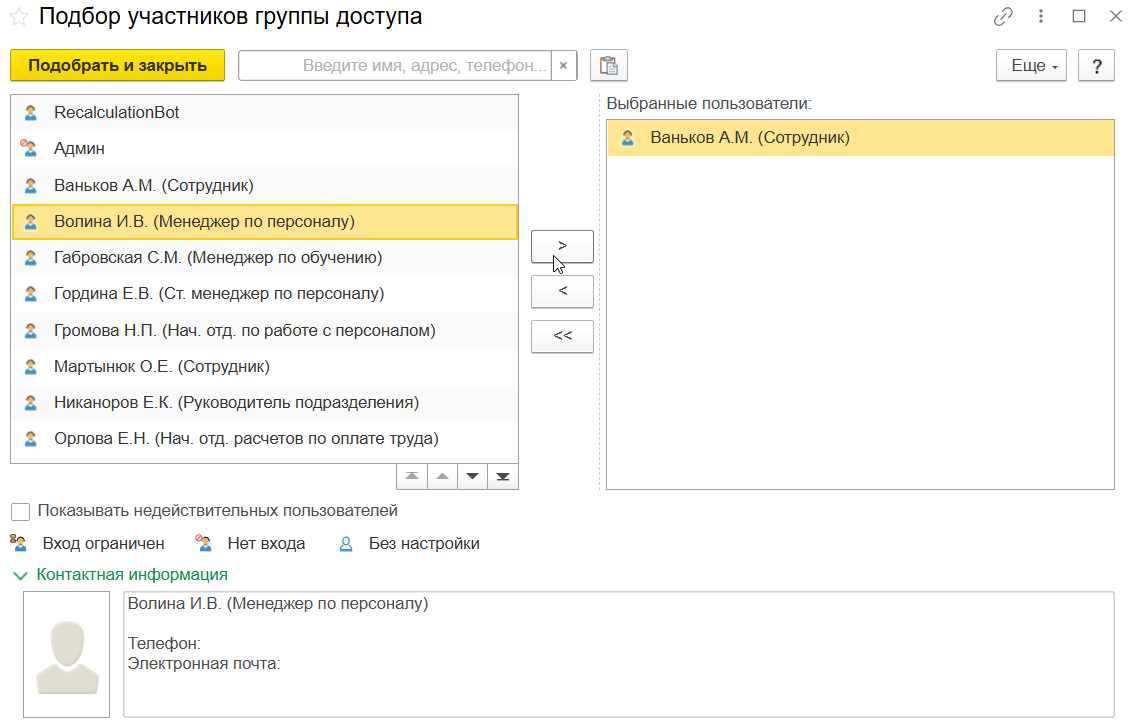 Подбор участников группы доступа
Подобрать и закрыть
Введите имя, адрес, телефон...
×
Еще
?
RecalculationBot
Админ
Ваньков А.М. (Сотрудник)
Волина И.В. (Менеджер по персоналу)
Габровская С.М. (Менеджер по обучению)
Гордина Е.В. (Ст. менеджер по персоналу)
Громова Н.П. (Нач. отд. по работе с персоналом)
Мартынюк О.Е. (Сотрудник)
Никаноров Е.К. (Руководитель подразделения)
Орлова Е.Н. (Нач. отд. расчетов по оплате труда)
>
<
<<
Выбранные пользователи:
Ваньков А.М. (Сотрудник)
Показывать недействительных пользователей
Вход ограничен Нет входа Без настройки
Контактная информация
Волина И.В. (Менеджер по персоналу)
Телефон:
Электронная почта: